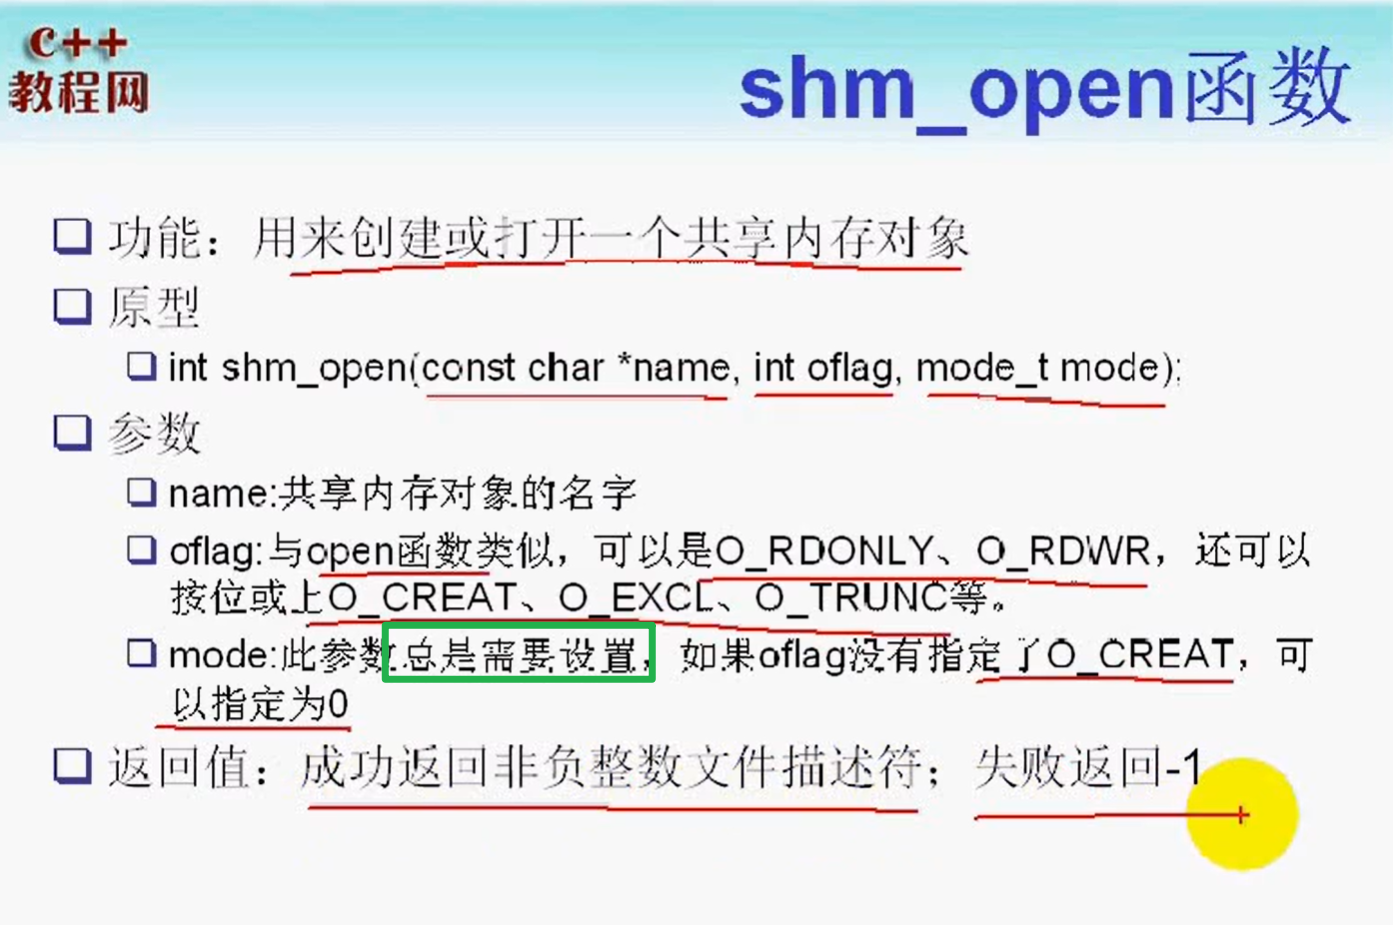 C++
教程网
shm_open函数
功能：用来创建或打开一个共享内存对象
原型
int shm_open(const char *name, int oflag, mode_t mode);
参数
name:共享内存对象的名字
oflag:与open函数类似，可以是O_RDONLY、O_RDWR，还可以
按位或上O_CREAT、O_EXCL、O_TRUNC等。
mode:此参数总是需要设置，如果oflag没有指定了O_CREAT，可
以指定为0
返回值：成功返回非负整数文件描述符；失败返回-1